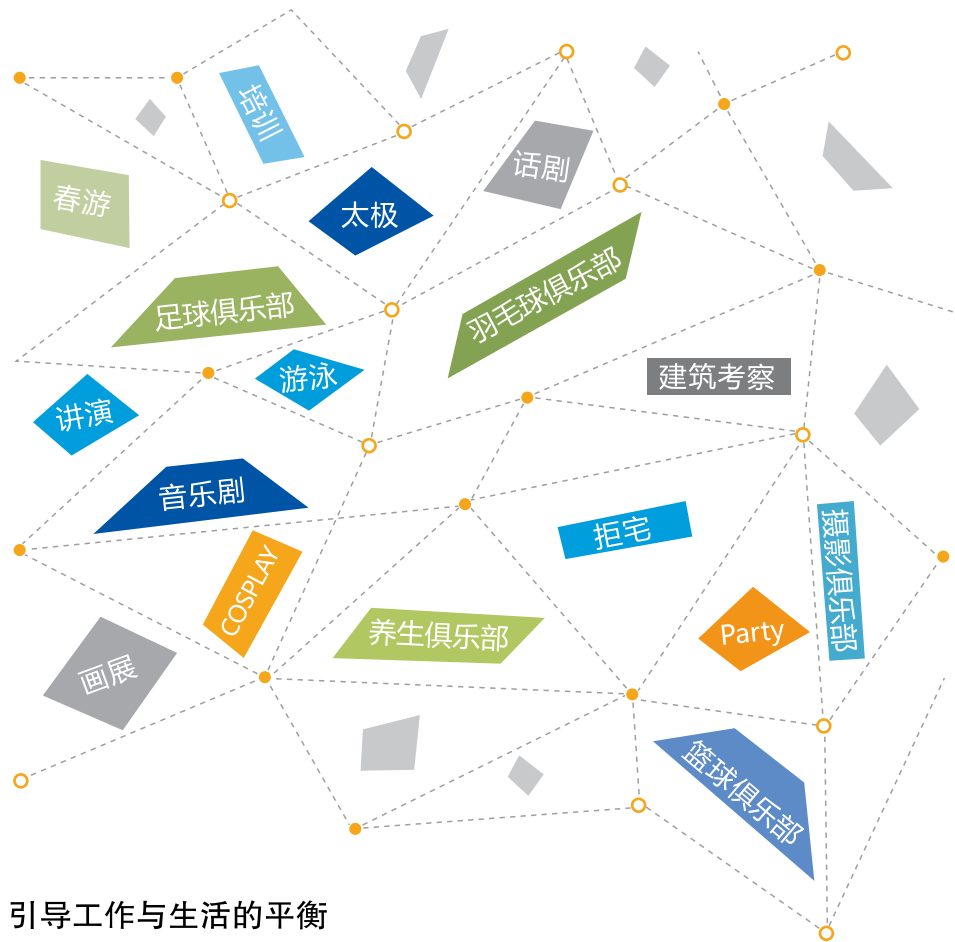 培训
话剧
春游
太极
足球俱乐部
羽毛球俱乐部
游泳
建筑考察
讲演
音乐剧
拒宅
摄影俱乐部
COSPLAY
养生俱乐部
Party
画展
篮球俱乐部
引导工作与生活的平衡